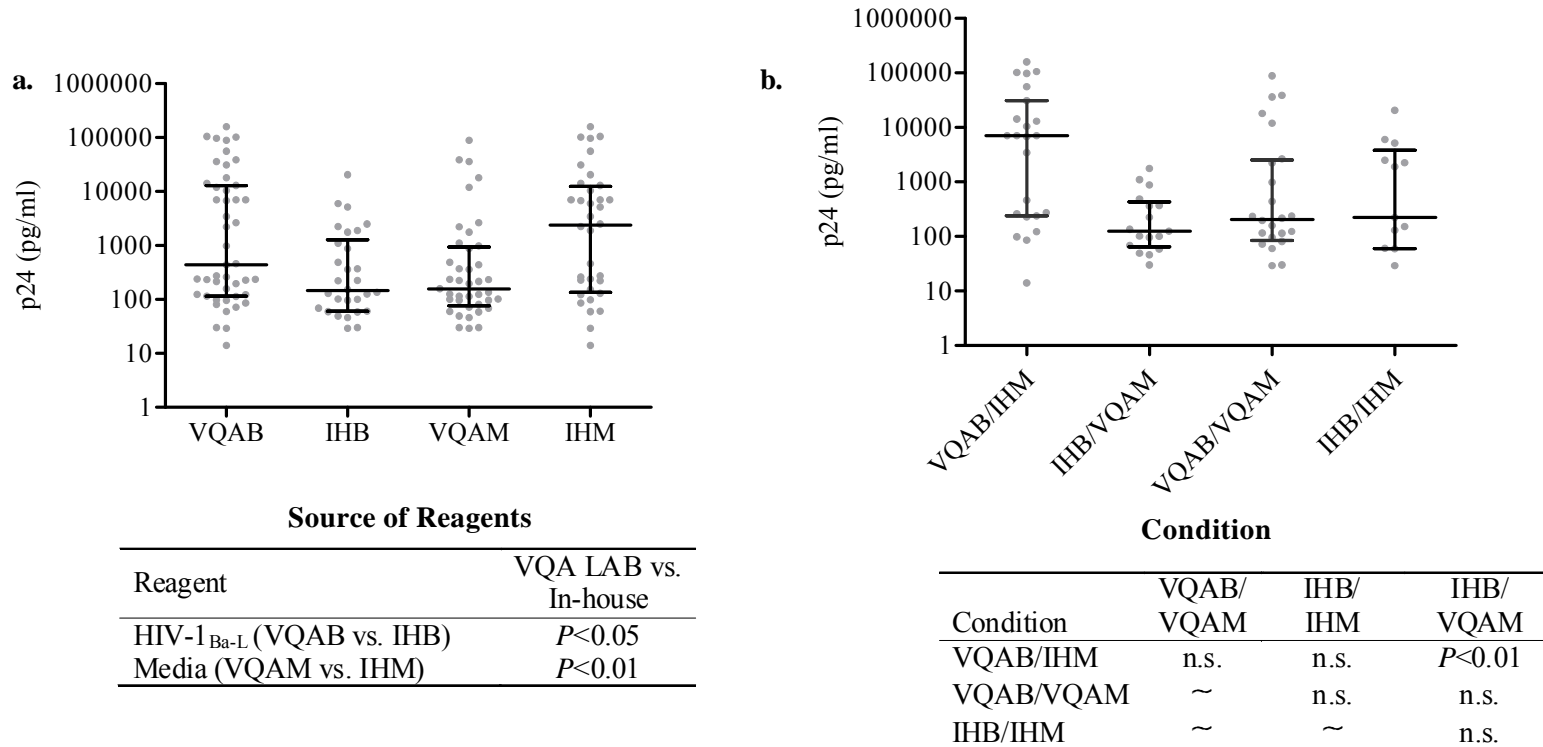 a.
1000000
100000
10000
1000
100
10
1
p24 (pg/ml)
VQAB IHB VQAM IHM
Source of Reagents
Reagent VQA LAB vs. In-house
HIV-1Ba-L (VQAB vs. IHB) P<0.05
Media (VQAM vs. IHM) P<0.01
b.
1000000
100000
10000
1000
100
10
1
p24 (pg/ml)
VQAB/IHM
IHB/VQAM
VQAB/VQAM
IHB/IHM
Condition
VQAB/ IHB/ IHB/
Condition VQAM IHM VQAM
VQAB/IHM n.s. n.s. P<0.01
VQAB/VQAM ~ n.s. n.s.
IHB/IHM ~ ~ n.s.